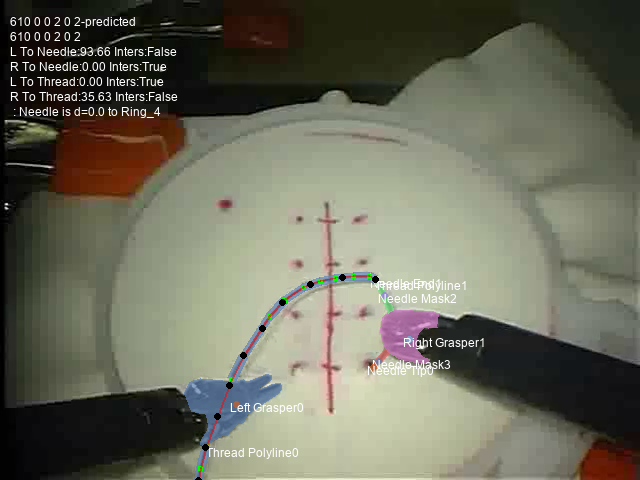 610 0 0 2 0 2-predicted
610 0 0 2 0 2
L To Needle:93.66 Inters:False
R To Needle:0.00 Inters:True
L To Thread:0.00 Inters:True
R To Thread:35.63 Inters:False
: Needle is d=0.0 to Ring_4
Needle End1
Thread Polyline1
Needle Mask2
Right Grasper1
Needle Mask3
Needle Tip0
Left Grasper0
Thread Polyline0